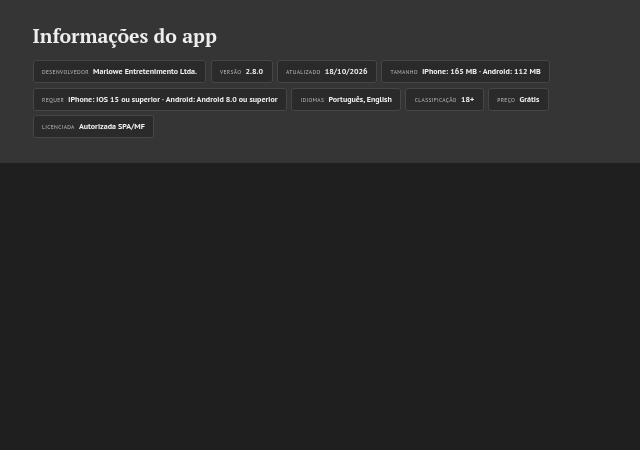 Informações do app
DESENVOLVEDOR Marlowe Entretenimento Ltda. VERSÃO 2.8.0 ATUALIZADO 18/10/2026 TAMANHO iPhone: 165 MB · Android: 112 MB
REQUER iPhone: iOS 15 ou superior · Android: Android 8.0 ou superior IDIOMAS Português, English CLASSIFICAÇÃO 18+ PREÇO Grátis
LICENCIADA Autorizada SPA/MF